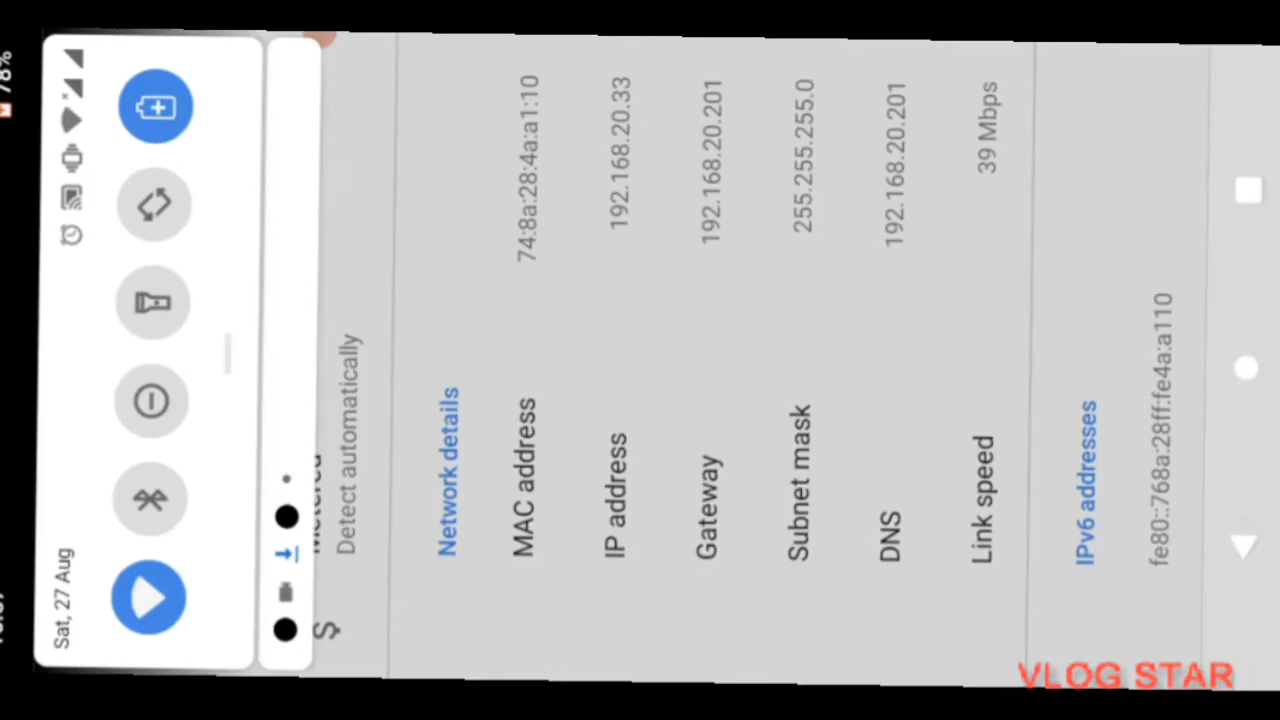 78%
Sat, 27 Aug
Detect automatically
Network details
MAC address
74:8a:28:4a:a1:10
IP address
192.168.20.33
Gateway
192.168.20.201
Subnet mask
255.255.255.0
DNS
192.168.20.201
Link speed
39 Mbps
IPv6 addresses
fe80::768a:28ff:fe4a:a110
VLOG STAR